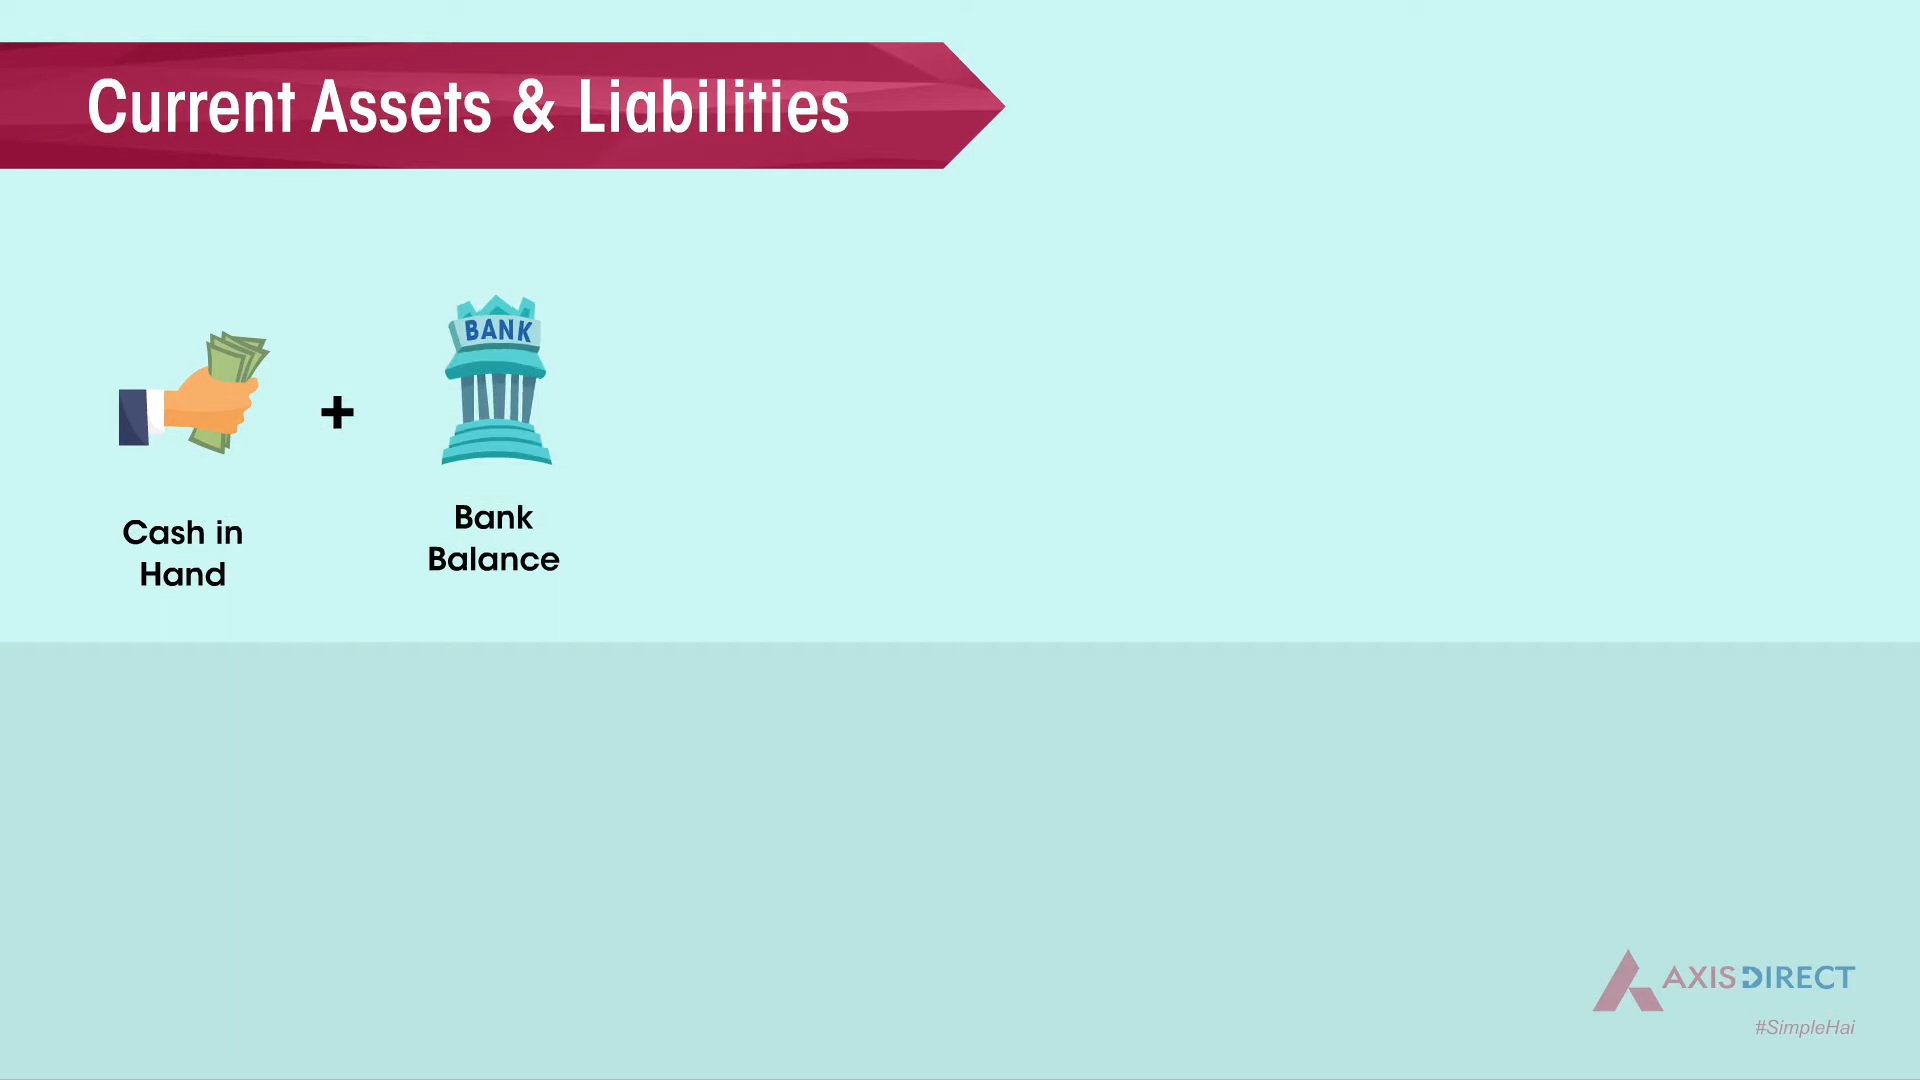 Current Assets & Liabilities
BANK
+
Cash in
Hand
Bank
Balance
AXIS DIRECT
#SimpleHai